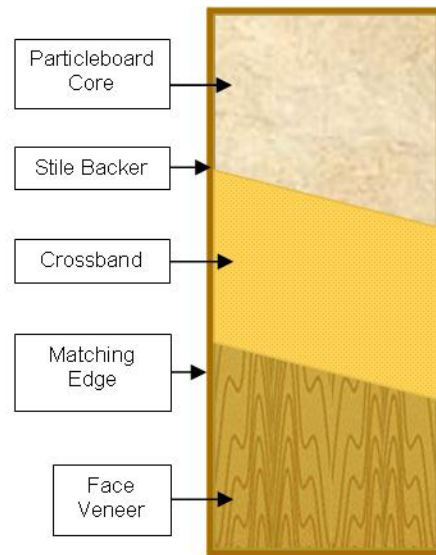 Particleboard
Core
Stile Backer
Crossband
Matching
Edge
Face
Veneer